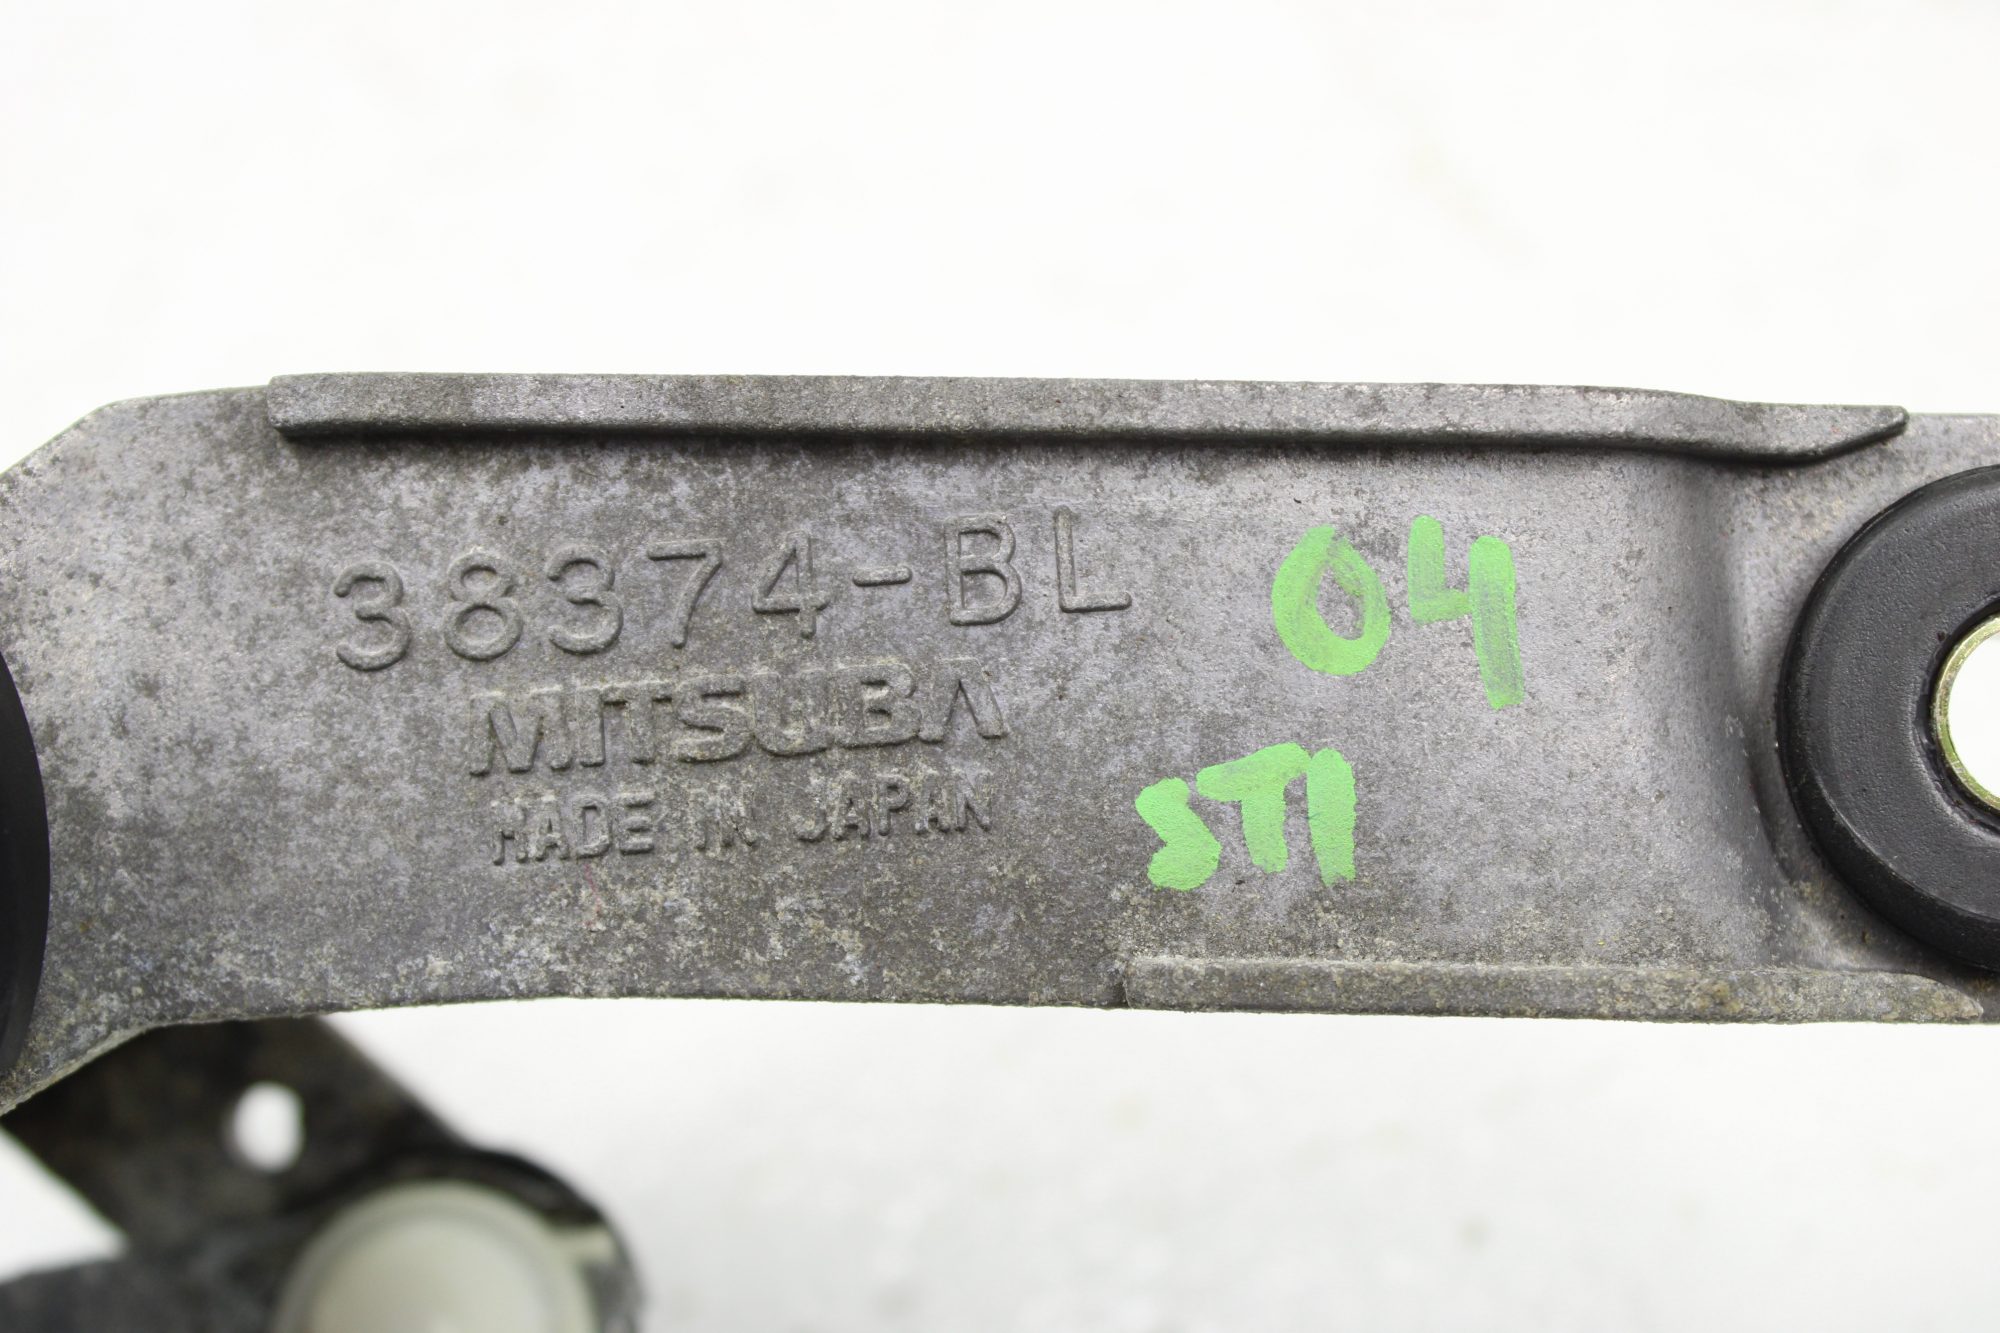 38374-BL
MITSUBA
MADE IN JAPAN
04
STI